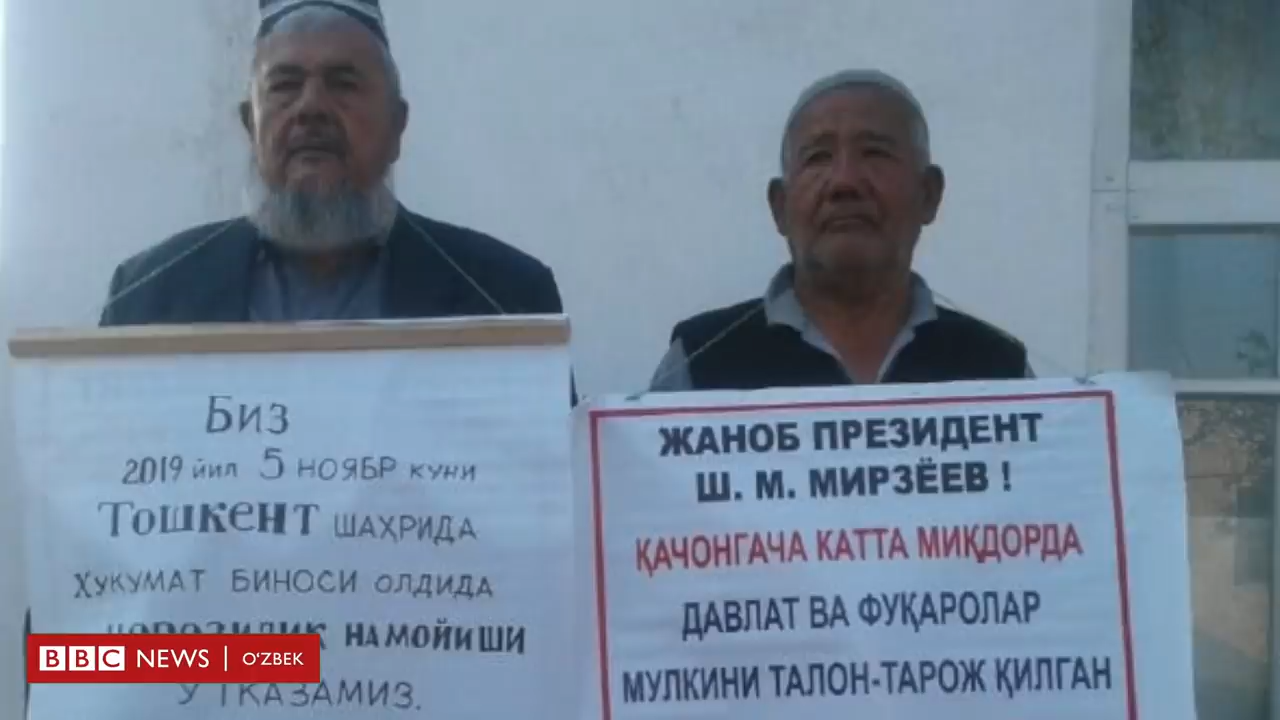 Биз
2019 йил 5 НОЯБР куни
Тошкент шаҳрида
ҲУКУМАТ БИНОСИ ОЛДИДА
НАМОЙИШИ
ЎТКАЗАМИЗ.
ЖАНОБ ПРЕЗИДЕНТ
Ш. М. МИРЗЁЕВ !
ҚАЧОНГАЧА КАТТА МИҚДОРДА
ДАВЛАТ ВА ФУҚАРОЛАР
МУЛКИНИ ТАЛОН-ТАРОЖ ҚИЛГАН
BBC NEWS | O'ZBEK